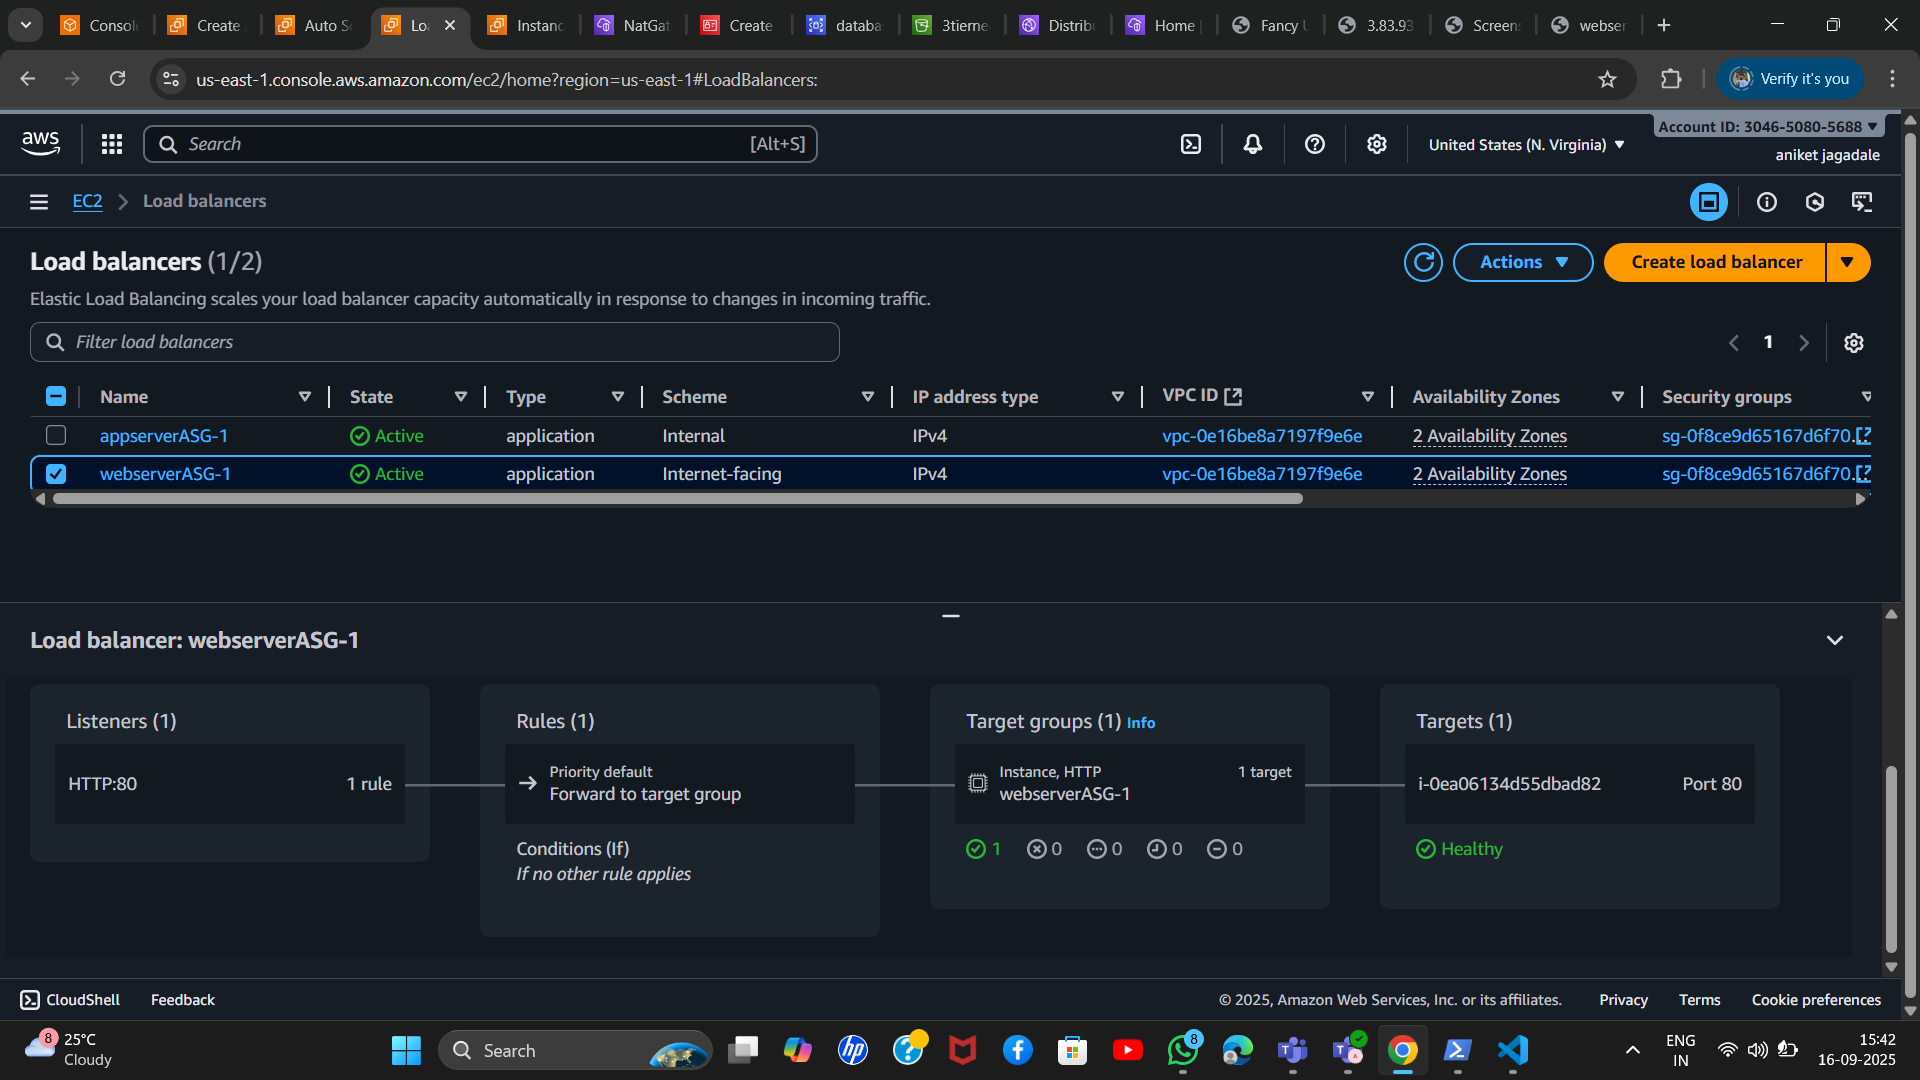 Consol
Create
Auto Sc
Loa
Instanc
NatGat
Create
databa
3tierne
Distribu
Home
Fancy U
3.83.93
Screens
webser
us-east-1.console.aws.amazon.com/ec2/home?region=us-east-1#LoadBalancers:
Verify it's you
aws
Search
[Alt+S]
United States (N. Virginia)
Account ID: 3046-5080-5688
aniket jagadale
EC2
Load balancers
Load balancers (1/2)
Actions
Create load balancer
Elastic Load Balancing scales your load balancer capacity automatically in response to changes in incoming traffic.
Filter load balancers
1
Name State Type Scheme IP address type VPC ID Availability Zones Security groups
appserverASG-1 Active application Internal IPv4 vpc-0e16be8a7197f9e6e 2 Availability Zones sg-0f8ce9d65167d6f70
webserverASG-1 Active application Internet-facing IPv4 vpc-0e16be8a7197f9e6e 2 Availability Zones sg-0f8ce9d65167d6f70
Load balancer: webserverASG-1
Listeners (1)
HTTP:80 1 rule
Rules (1)
Priority default
Forward to target group
Conditions (If)
If no other rule applies
Target groups (1) Info
Instance, HTTP 1 target
webserverASG-1
1 0 0 0 0
Targets (1)
i-0ea06134d55dbad82 Port 80
Healthy
CloudShell
Feedback
© 2025, Amazon Web Services, Inc. or its affiliates.
Privacy
Terms
Cookie preferences
8
25°C
Cloudy
Search
hp
8
ENG
IN
15:42
16-09-2025